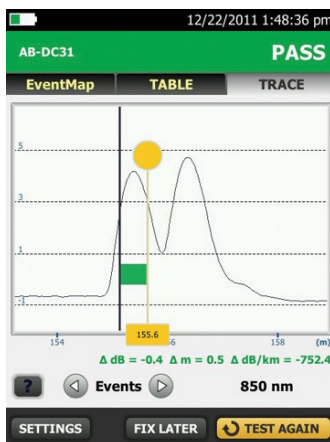 12/22/2011 1:48:36 pm
AB-DC31 PASS
EventMap TABLE TRACE
5
3
1
-1
154 155.6 56 158 (m)
Δ dB = -0.4 Δ m = 0.5 Δ dB/km = -752.4
? Events 850 nm
SETTINGS FIX LATER TEST AGAIN